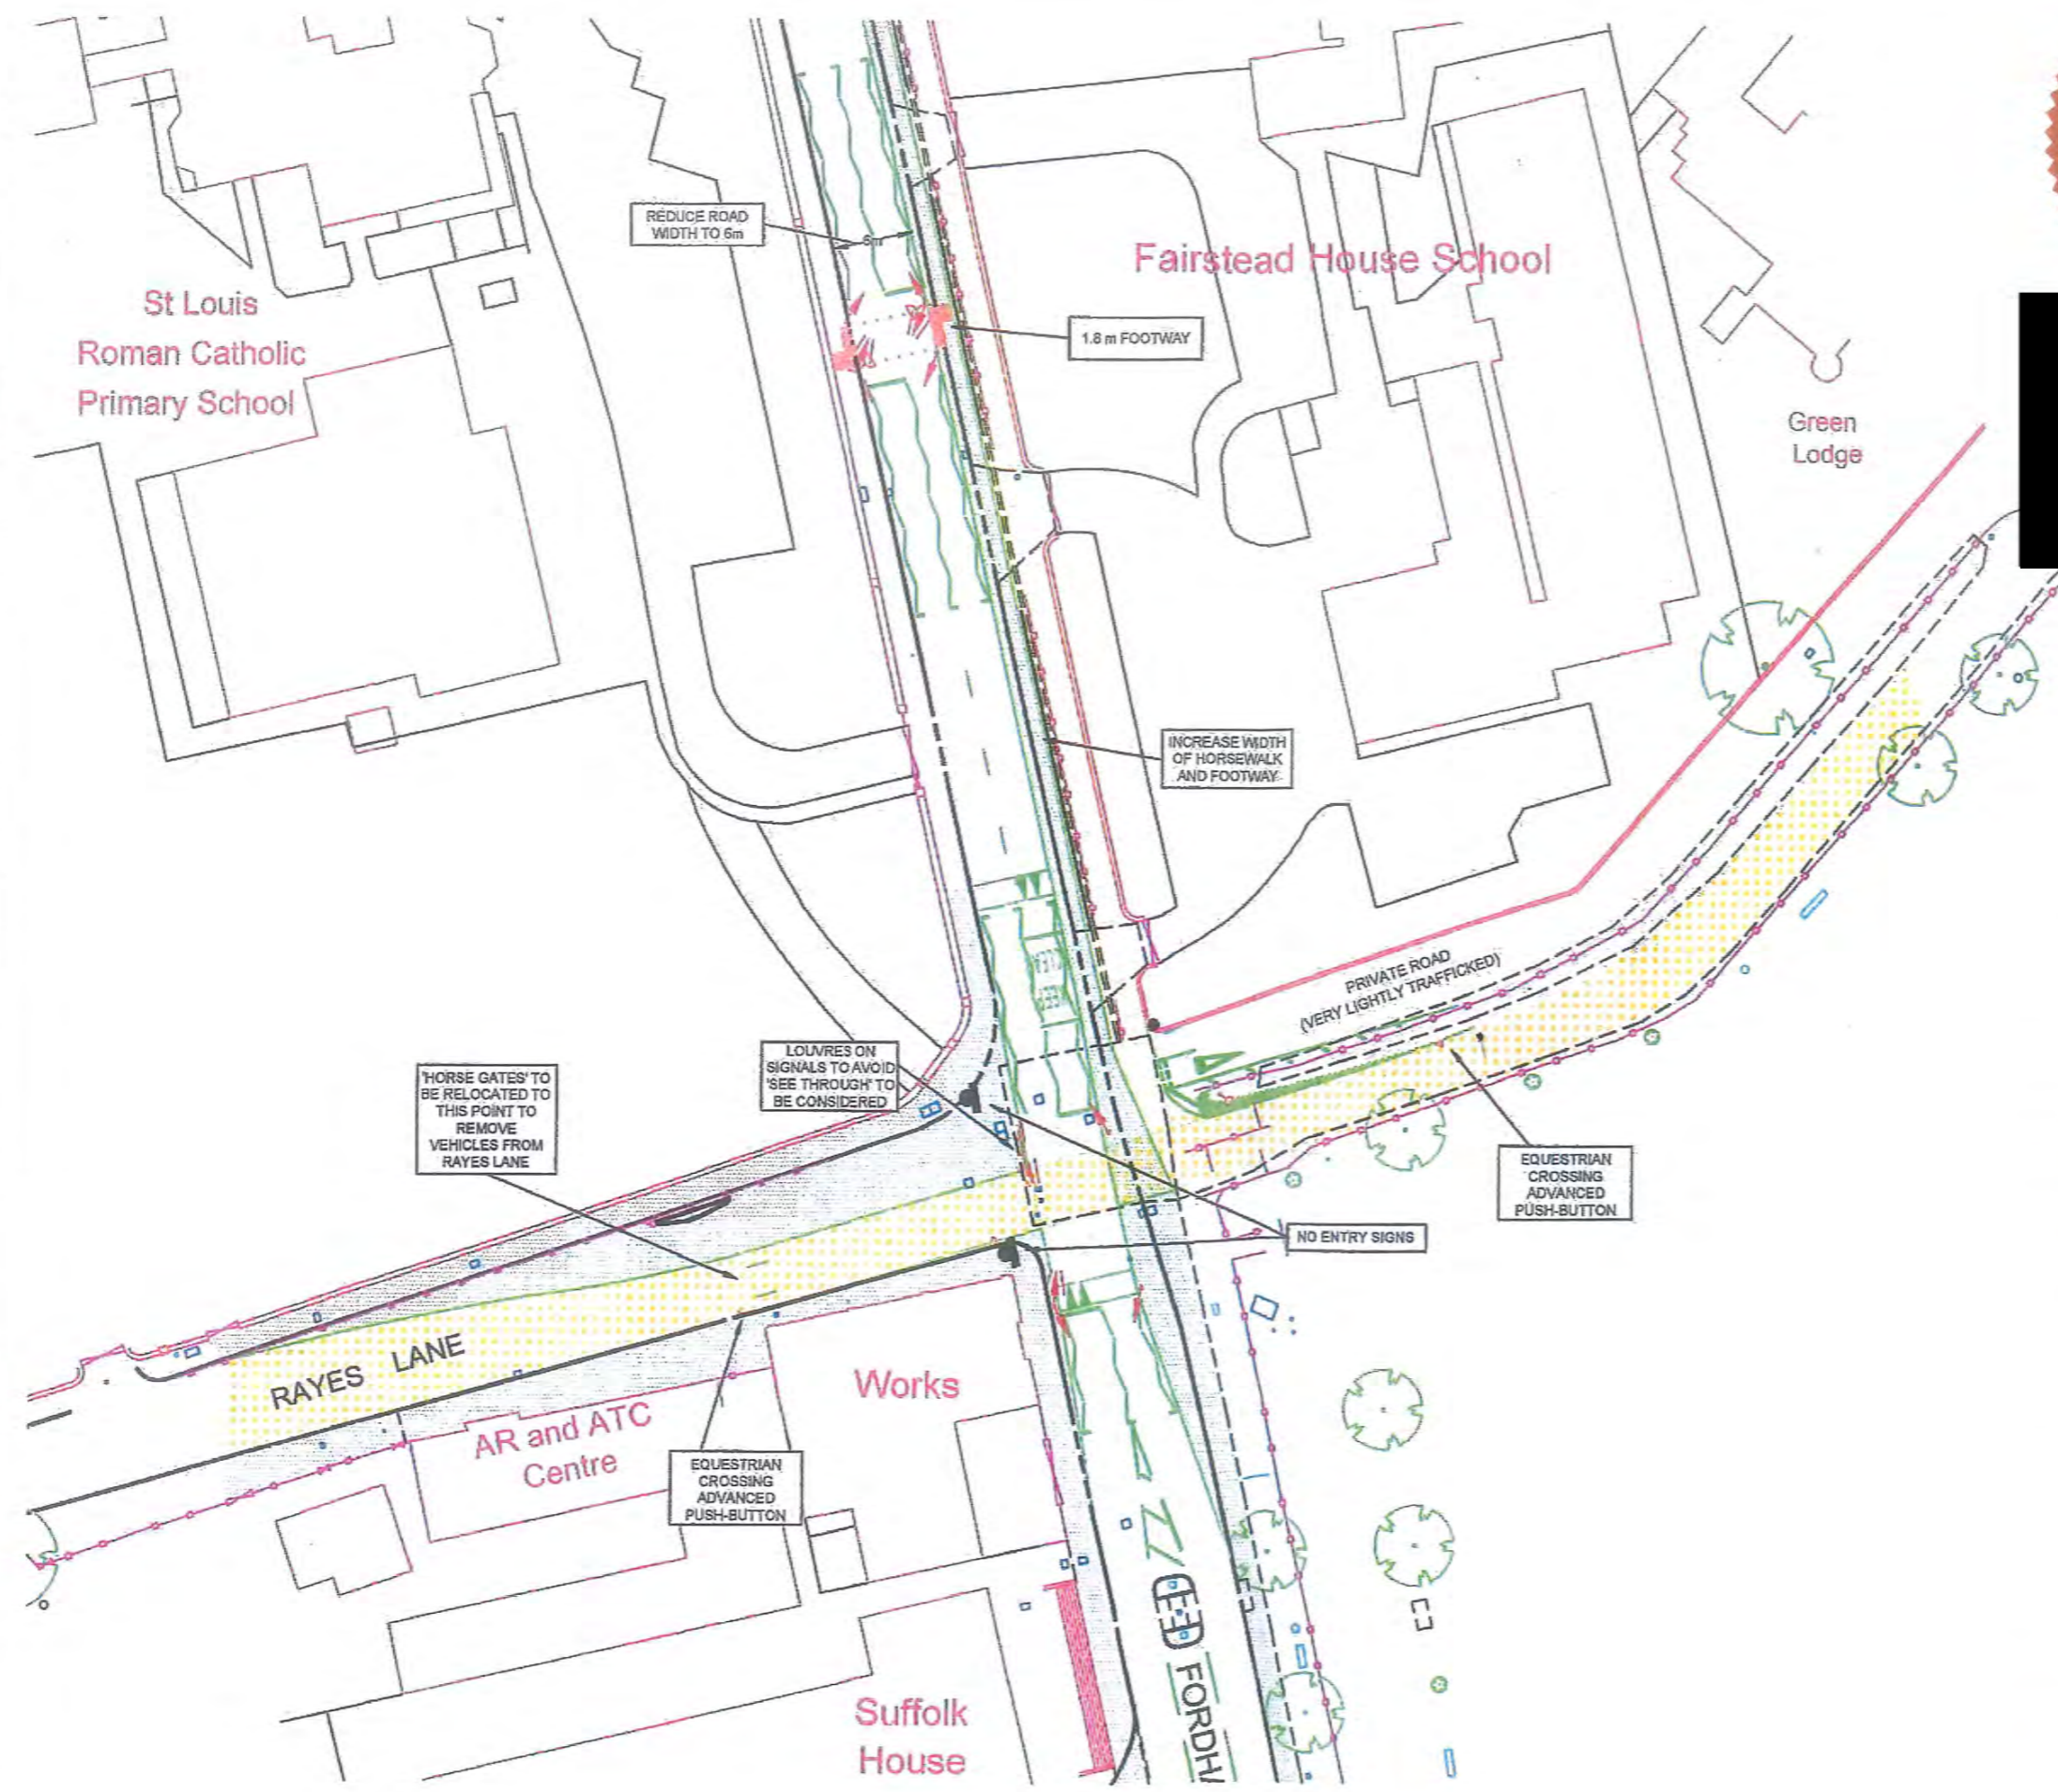 REDUCE ROAD
WIDTH TO 6m
6m
Fairstead House School
St Louis
Roman Catholic
Primary School
1.8 m FOOTWAY
Green
Lodge
INCREASE WIDTH
OF HORSEWALK
AND FOOTWAY
PRIVATE ROAD
(VERY LIGHTLY TRAFFICKED)
LOUVRES ON
SIGNALS TO AVOID
'SEE THROUGH' TO
BE CONSIDERED
'HORSE GATES' TO
BE RELOCATED TO
THIS POINT TO
REMOVE
VEHICLES FROM
RAYES LANE
EQUESTRIAN
CROSSING
ADVANCED
PUSH-BUTTON
NO ENTRY SIGNS
RAYES LANE
Works
AR and ATC
Centre
EQUESTRIAN
CROSSING
ADVANCED
PUSH-BUTTON
FORDH
Suffolk
House